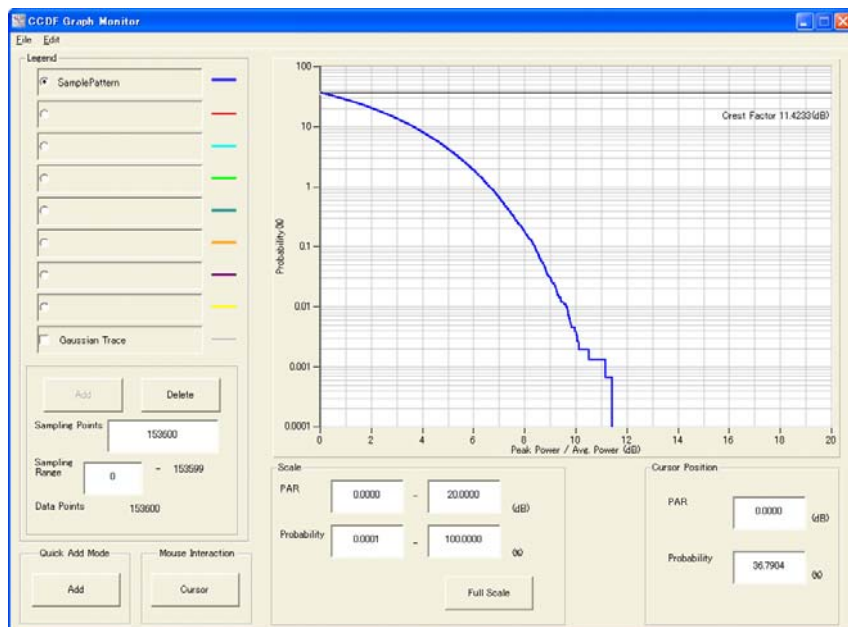 CCDF Graph Monitor
File Edit
Legend
SamplePattern
Gaussian Trace
Add
Delete
Sampling Points
153600
Sampling Range
0 - 153599
Data Points 153600
Quick Add Mode
Add
Mouse Interaction
Cursor
100
10
1
0.1
0.01
0.001
0.0001
Probability(%)
Crest Factor 11.4233(dB)
0 2 4 6 8 10 12 14 16 18 20
Peak Power / Avg. Power (dB)
Scale
PAR
0.0000 - 20.0000 (dB)
Probability
0.0001 - 100.0000 (%)
Full Scale
Cursor Position
PAR
0.0000 (dB)
Probability
36.7904 (%)